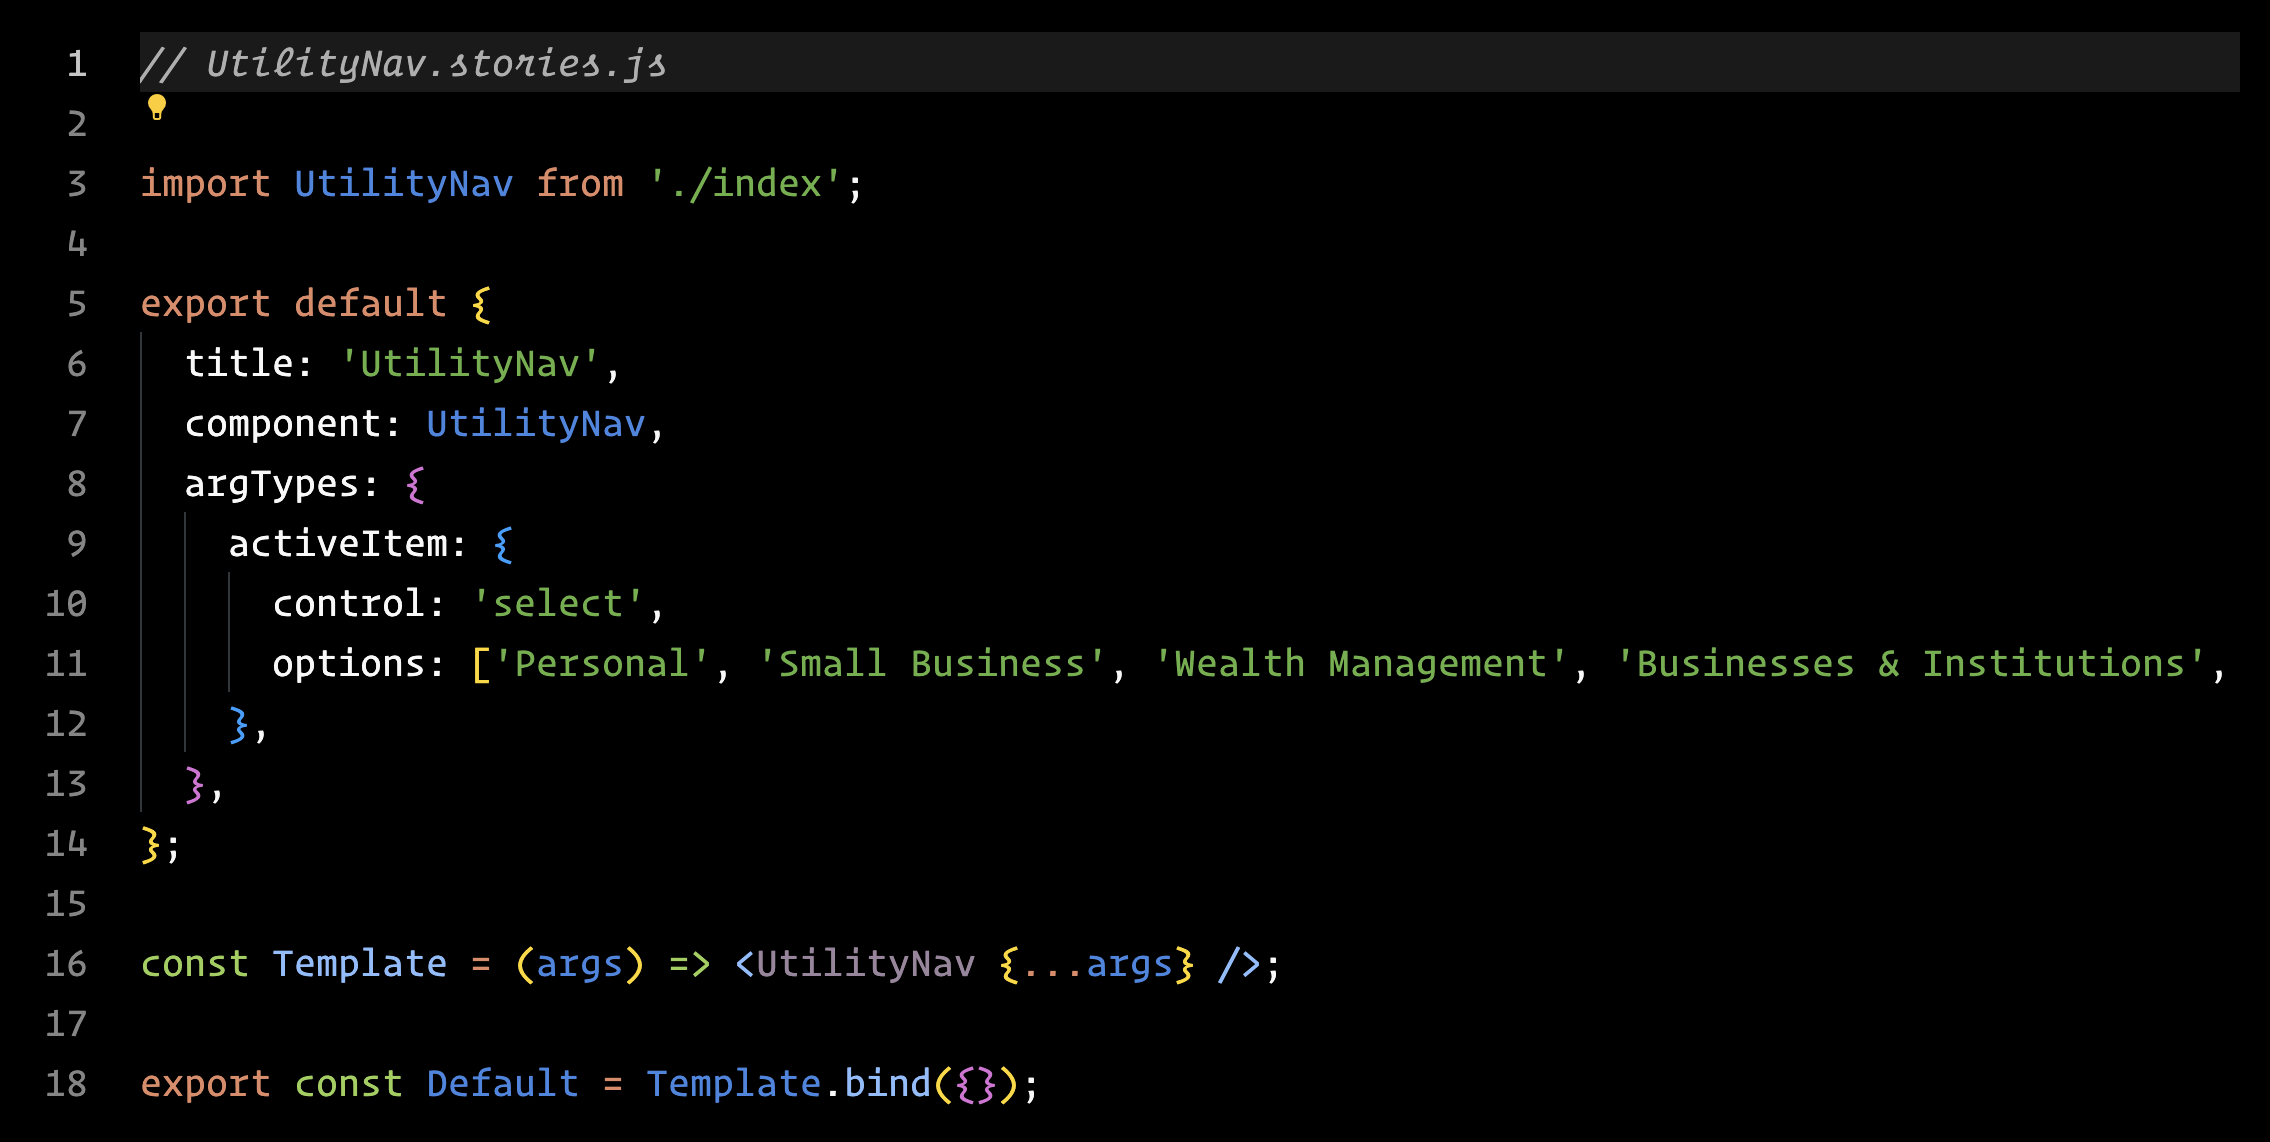 1 // UtilityNav.stories.js
2
3 import UtilityNav from './index';
4
5 export default {
6   title: 'UtilityNav',
7   component: UtilityNav,
8   argTypes: {
9     activeItem: {
10       control: 'select',
11       options: ['Personal', 'Small Business', 'Wealth Management', 'Businesses & Institutions',
12     },
13   },
14 };
15
16 const Template = (args) => <UtilityNav {...args} />;
17
18 export const Default = Template.bind({});